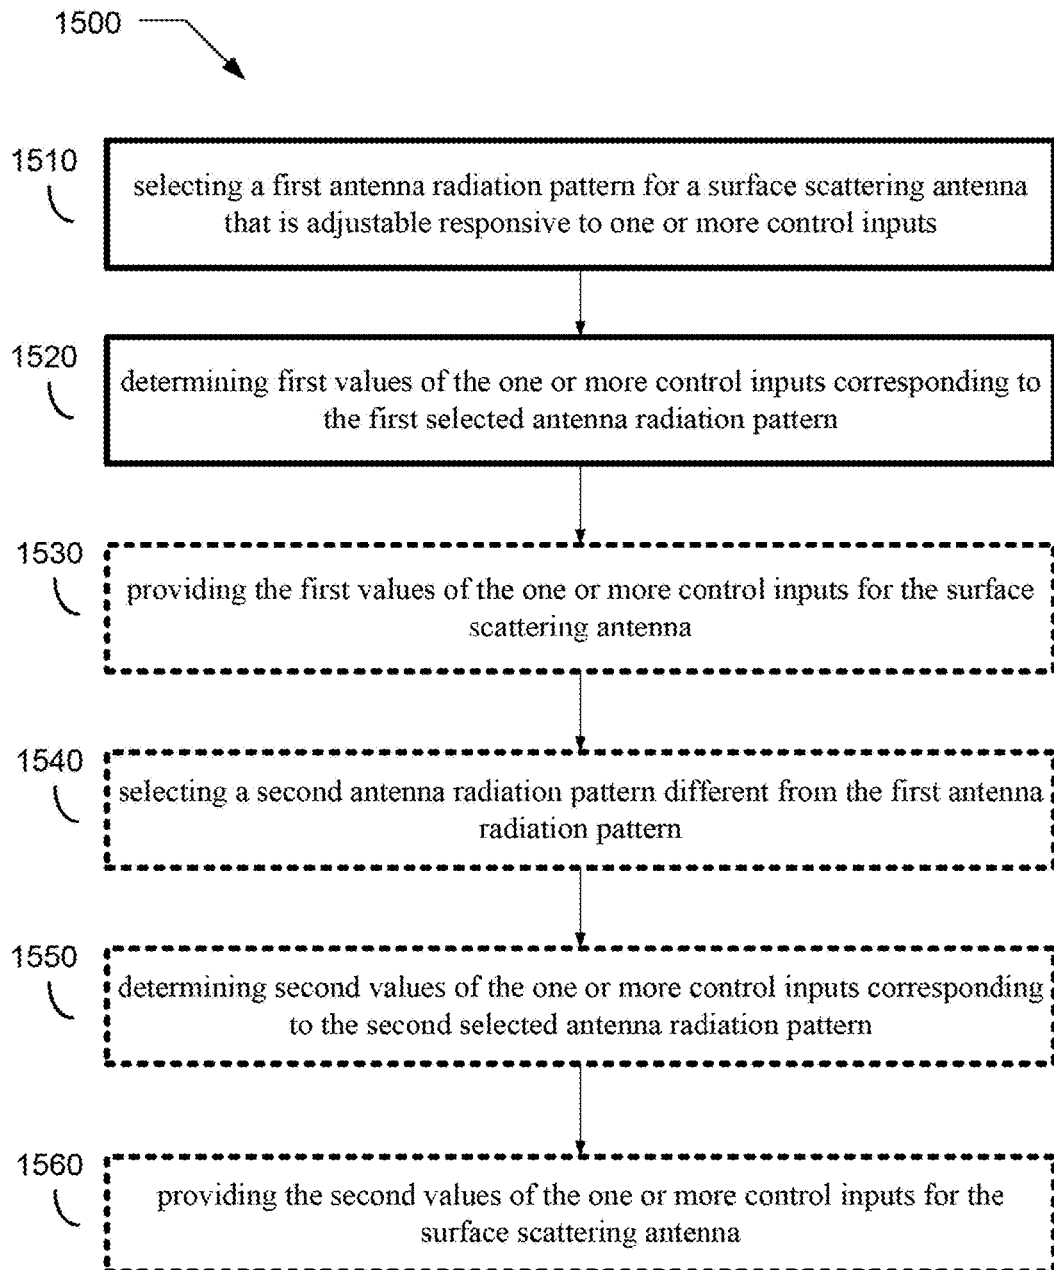 1500
1510
selecting a first antenna radiation pattern for a surface scattering antenna
that is adjustable responsive to one or more control inputs
1520
determining first values of the one or more control inputs corresponding to
the first selected antenna radiation pattern
1530
providing the first values of the one or more control inputs for the surface
scattering antenna
1540
selecting a second antenna radiation pattern different from the first antenna
radiation pattern
1550
determining second values of the one or more control inputs corresponding
to the second selected antenna radiation pattern
1560
providing the second values of the one or more control inputs for the
surface scattering antenna